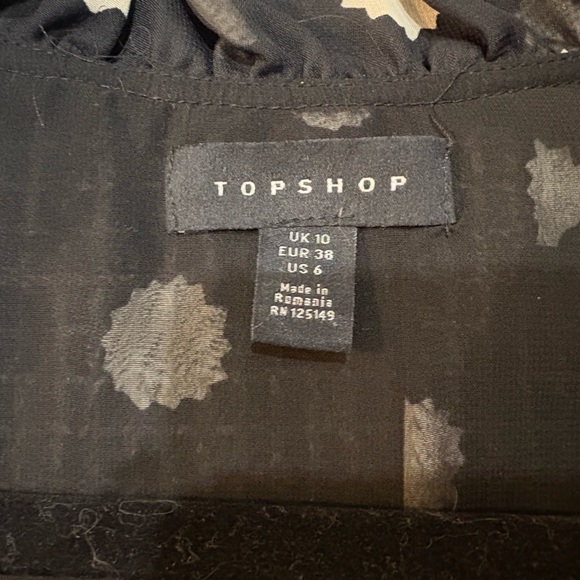 TOPSHOP
UK 10
EUR 38
US 6
Made in
Romania
RN 125149